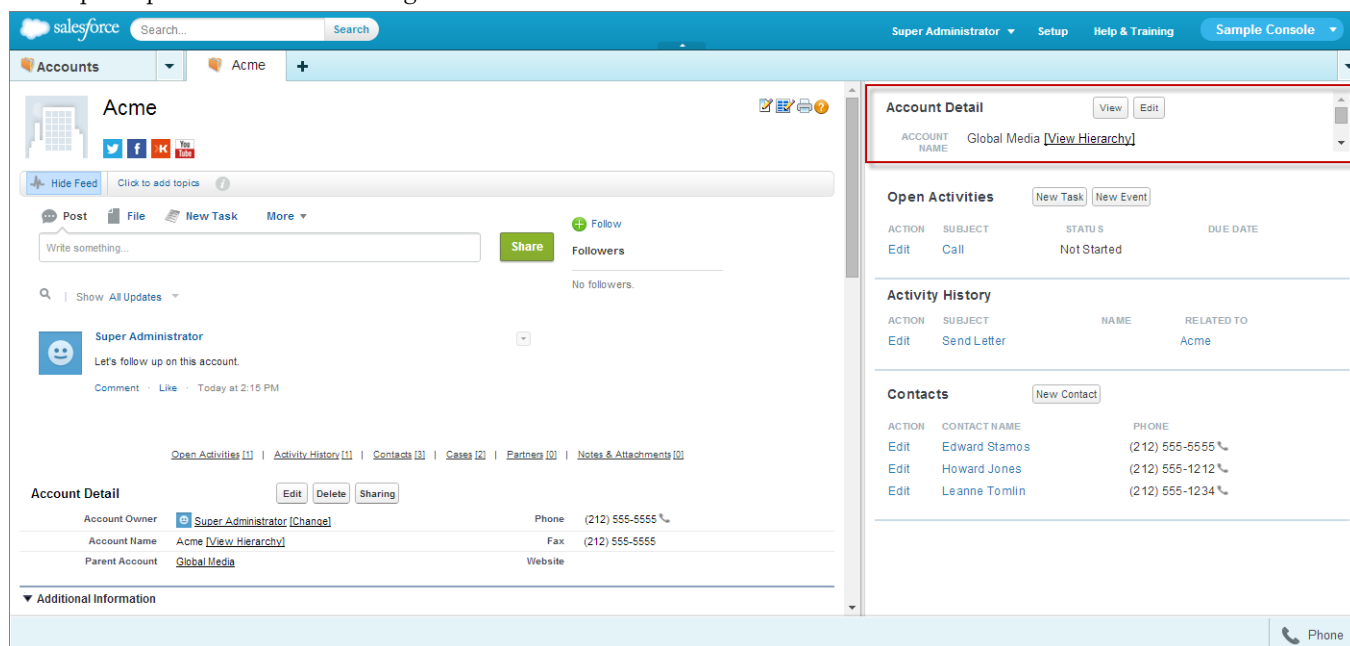 salesforce Search... Search Super Administrator Setup Help & Training Sample Console
Accounts Acme +
Acme
You
Tube
Hide Feed Click to add topics i
Post File New Task More
Write something... Share
Follow
Followers
No followers.
Show All Updates
Super Administrator
Let's follow up on this account.
Comment · Like · Today at 2:15 PM
Open Activities [1] | Activity History [1] | Contacts [3] | Cases [2] | Partners [0] | Notes & Attachments [0]
Account Detail Edit Delete Sharing
Account Owner Super Administrator [Change] Phone (212) 555-5555
Account Name Acme [View Hierarchy] Fax (212) 555-5555
Parent Account Global Media Website
Additional Information
Account Detail View Edit
ACCOUNT NAME Global Media [View Hierarchy]
Open Activities New Task New Event
ACTION SUBJECT STATUS DUE DATE
Edit Call Not Started
Activity History
ACTION SUBJECT NAME RELATED TO
Edit Send Letter Acme
Contacts New Contact
ACTION CONTACT NAME PHONE
Edit Edward Stamos (212) 555-5555
Edit Howard Jones (212) 555-1212
Edit Leanne Tomlin (212) 555-1234
Phone